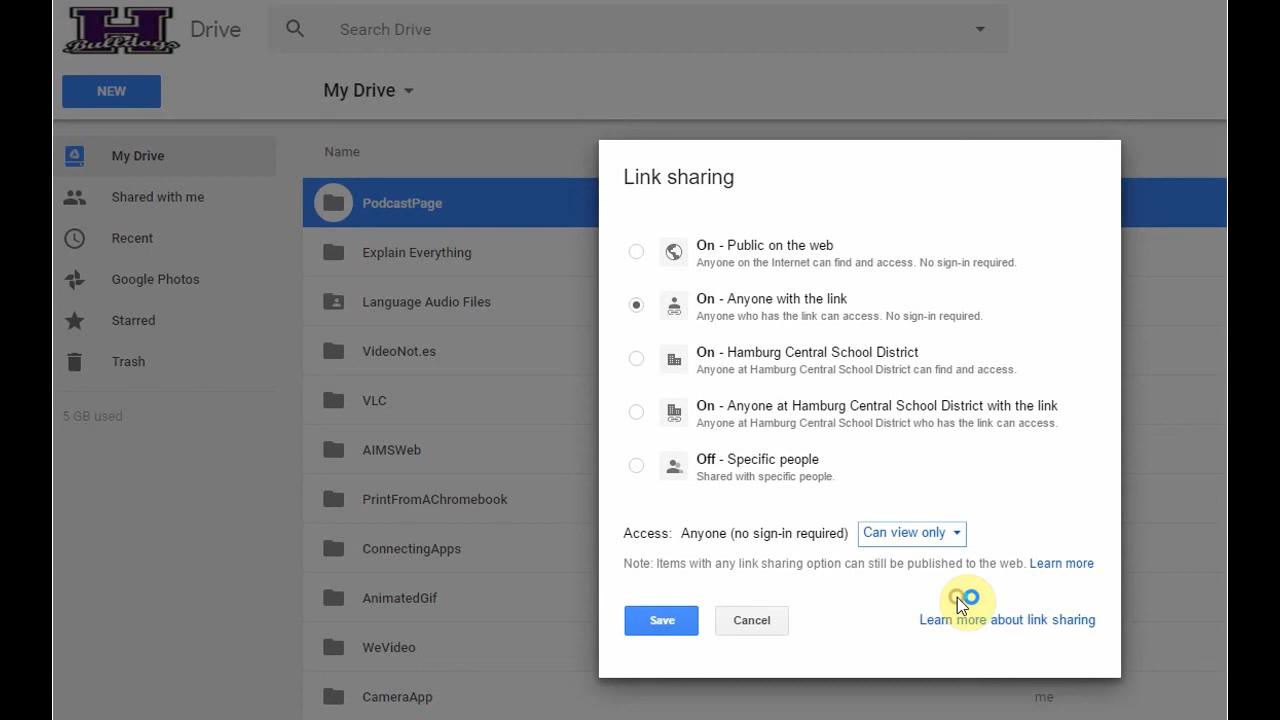 H
Bulldogs
Drive
Search Drive
NEW
My Drive
My Drive
Shared with me
Recent
Google Photos
Starred
Trash
5 GB used
Name
PodcastPage
Explain Everything
Language Audio Files
VideoNot.es
VLC
AIMSWeb
PrintFromAChromebook
ConnectingApps
AnimatedGif
WeVideo
CameraApp
me
Link sharing
On - Public on the web
Anyone on the Internet can find and access. No sign-in required.
On - Anyone with the link
Anyone who has the link can access. No sign-in required.
On - Hamburg Central School District
Anyone at Hamburg Central School District can find and access.
On - Anyone at Hamburg Central School District with the link
Anyone at Hamburg Central School District who has the link can access.
Off - Specific people
Shared with specific people.
Access: Anyone (no sign-in required) Can view only
Note: Items with any link sharing option can still be published to the web. Learn more
Save
Cancel
Learn more about link sharing